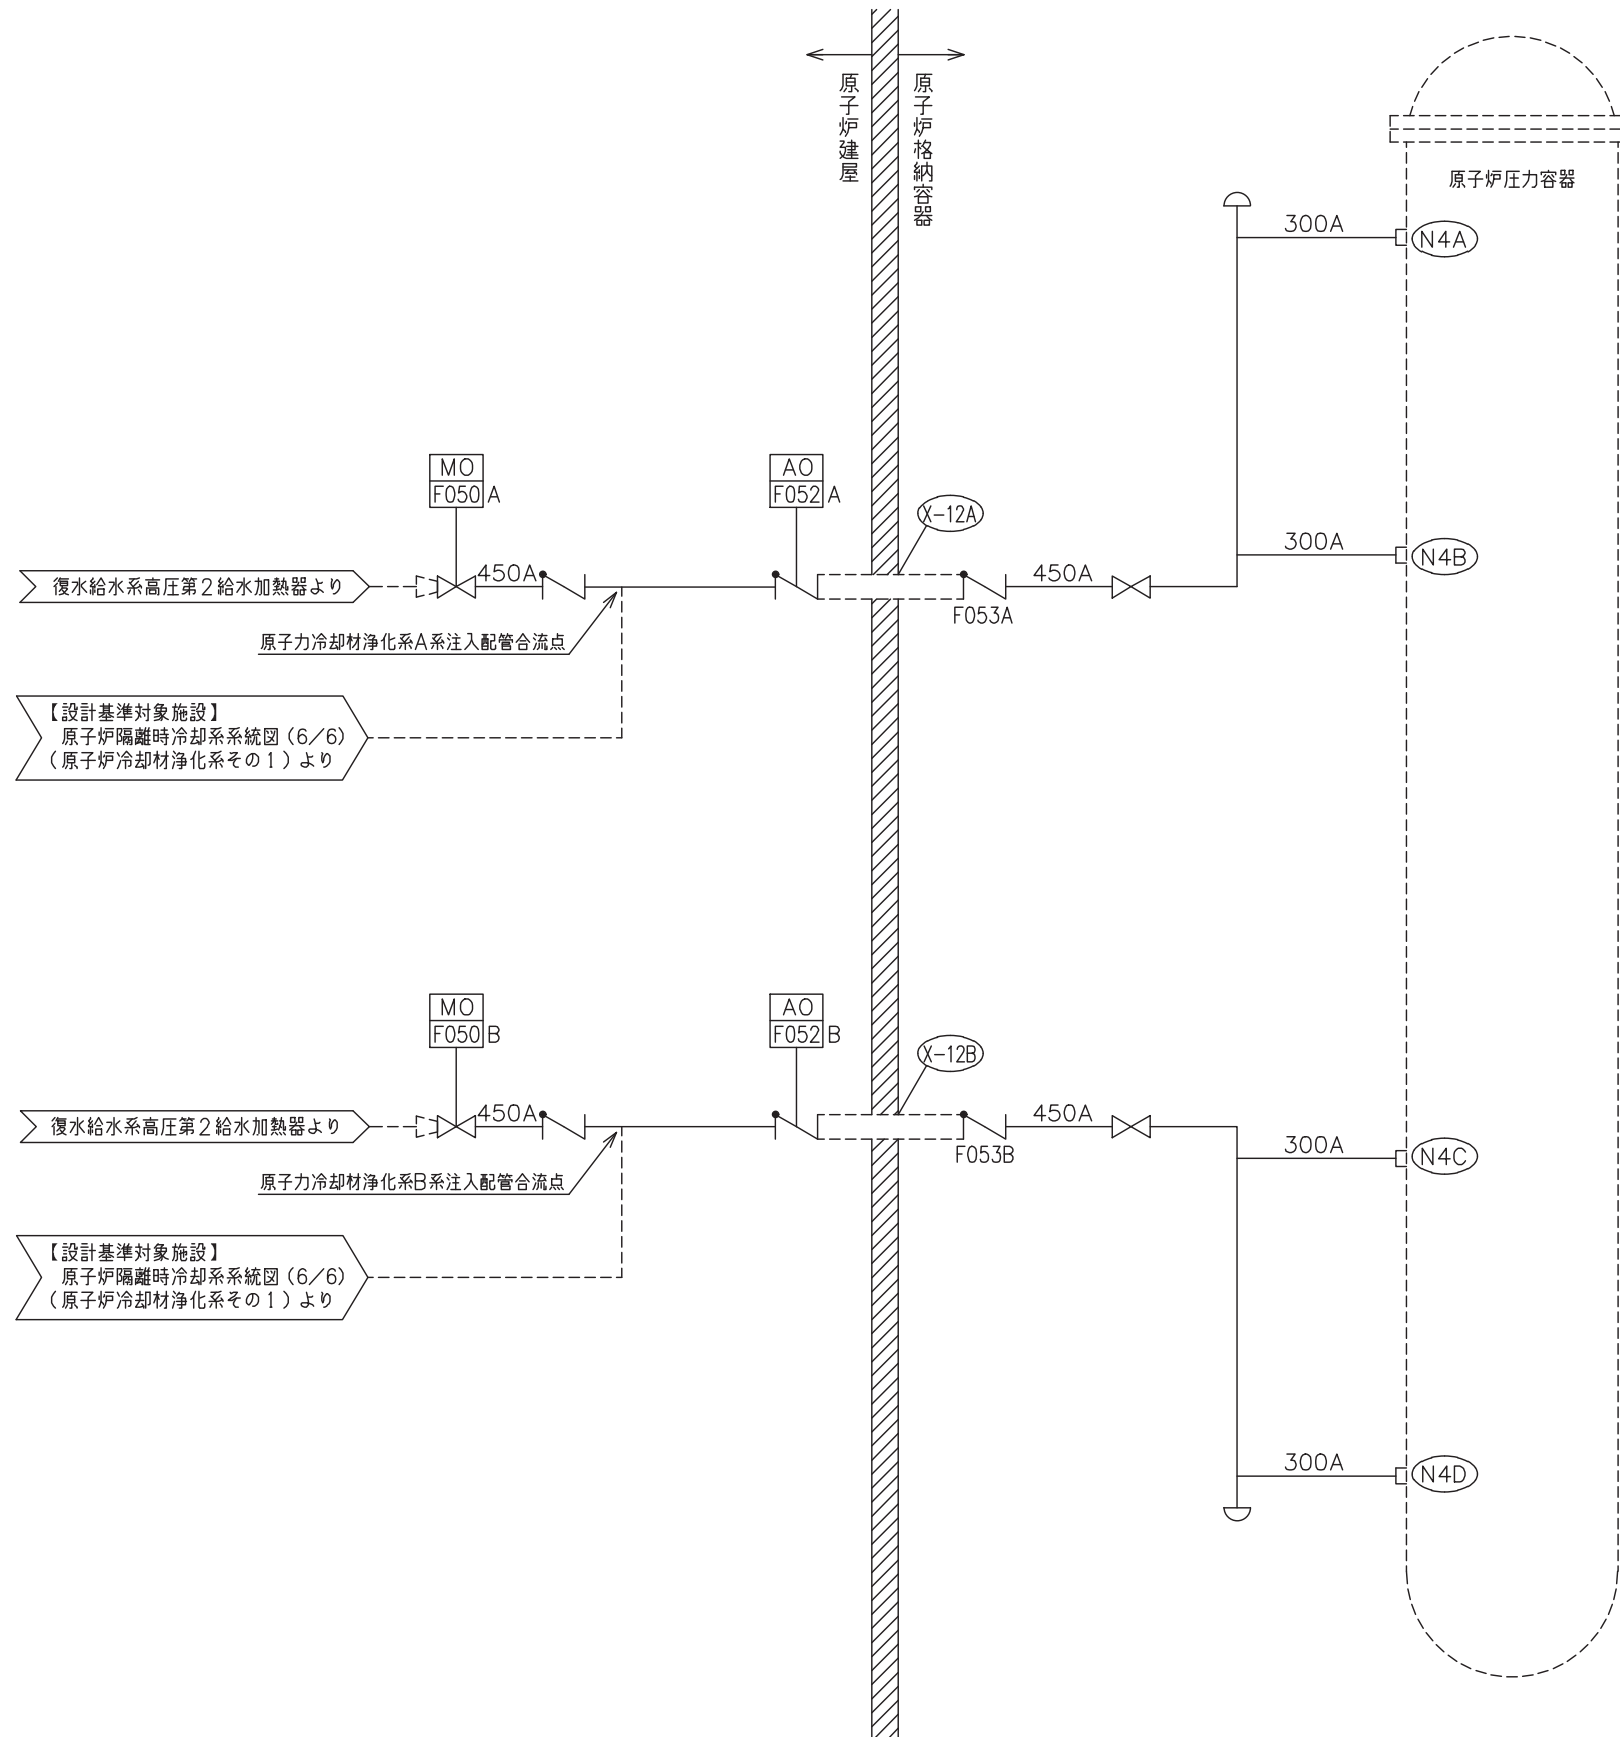 原子炉建屋
原子炉格納容器
原子炉圧力容器
300A
N4A
MO
F050 A
AO
F052 A
X-12A
300A
N4B
復水給水系高圧第2給水加熱器より
450A
450A
F053A
原子力冷却材浄化系A系注入配管合流点
【設計基準対象施設】
原子炉隔離時冷却系系統図(6/6)
(原子炉冷却材浄化系その1)より
MO
F050 B
AO
F052 B
X-12B
復水給水系高圧第2給水加熱器より
450A
450A
F053B
300A
N4C
原子力冷却材浄化系B系注入配管合流点
【設計基準対象施設】
原子炉隔離時冷却系系統図(6/6)
(原子炉冷却材浄化系その1)より
300A
N4D